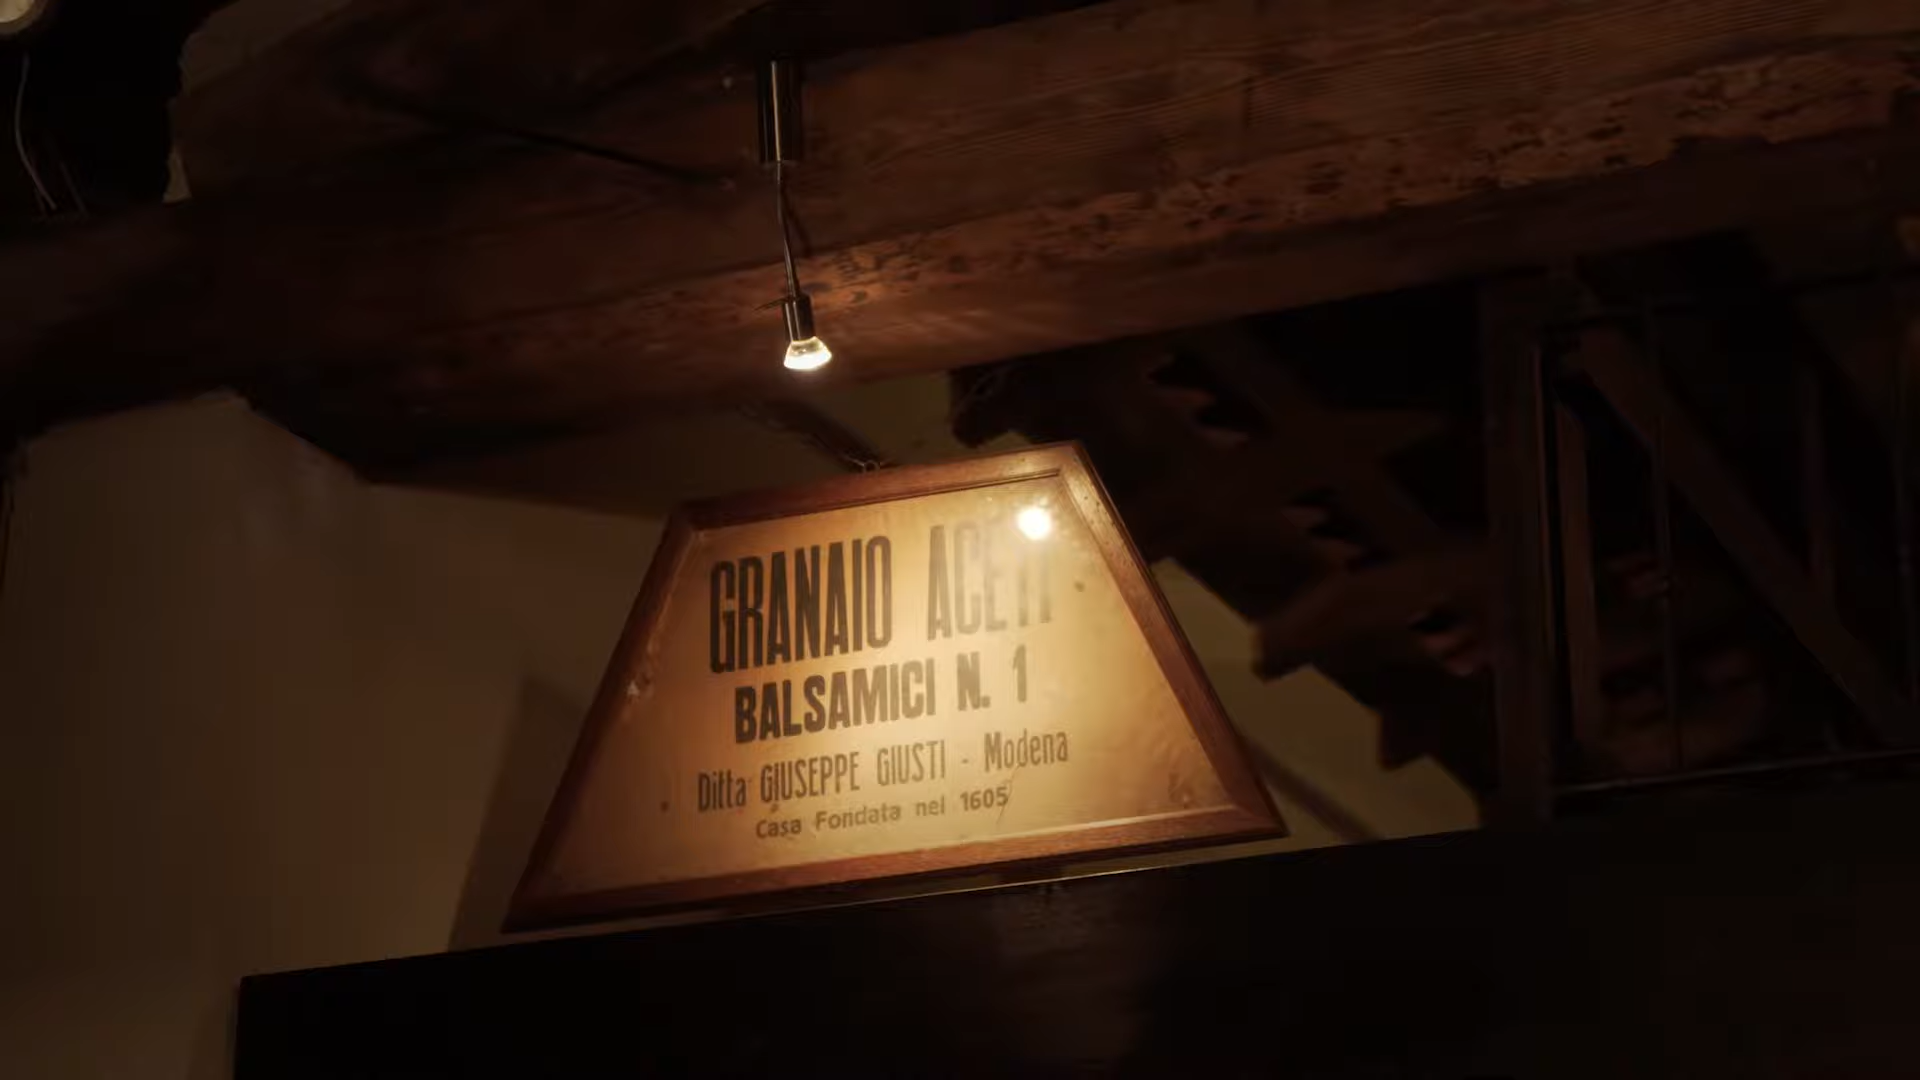 GRANAIO ACETI
BALSAMICI N. 1
Ditta GIUSEPPE GIUSTI - Modena
Casa Fondata nel 1605